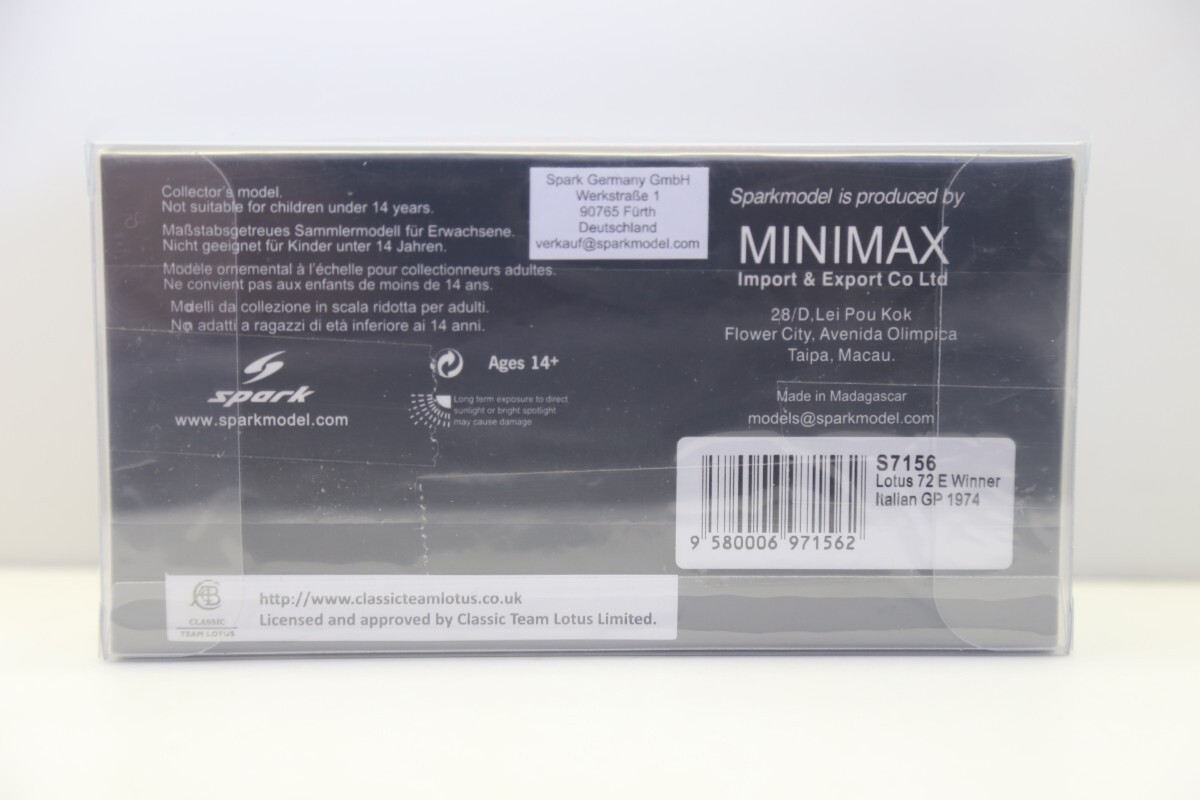 Collector's model.
Not suitable for children under 14 years.
Maßstabsgetreues Sammlermodell für Erwachsene.
Nicht geeignet für Kinder unter 14 Jahren.
Modèle ornemental à l'échelle pour collectionneurs adultes.
Ne convient pas aux enfants de moins de 14 ans.
Modelli da collezione in scala ridotta per adulti.
No adatti a ragazzi di età inferiore ai 14 anni.
spark
www.sparkmodel.com
Ages 14+
Long term exposure to direct
sunlight or bright spotlight
may cause damage
Spark Germany GmbH
Werkstraße 1
90765 Fürth
Deutschland
verkauf@sparkmodel.com
Sparkmodel is produced by
MINIMAX
Import & Export Co Ltd
28/D,Lei Pou Kok
Flower City, Avenida Olimpica
Taipa, Macau.
Made in Madagascar
models@sparkmodel.com
S7156
Lotus 72 E Winner
Italian GP 1974
9 580006 971562
CLASSIC
TEAM LOTUS
http://www.classicteamlotus.co.uk
Licensed and approved by Classic Team Lotus Limited.